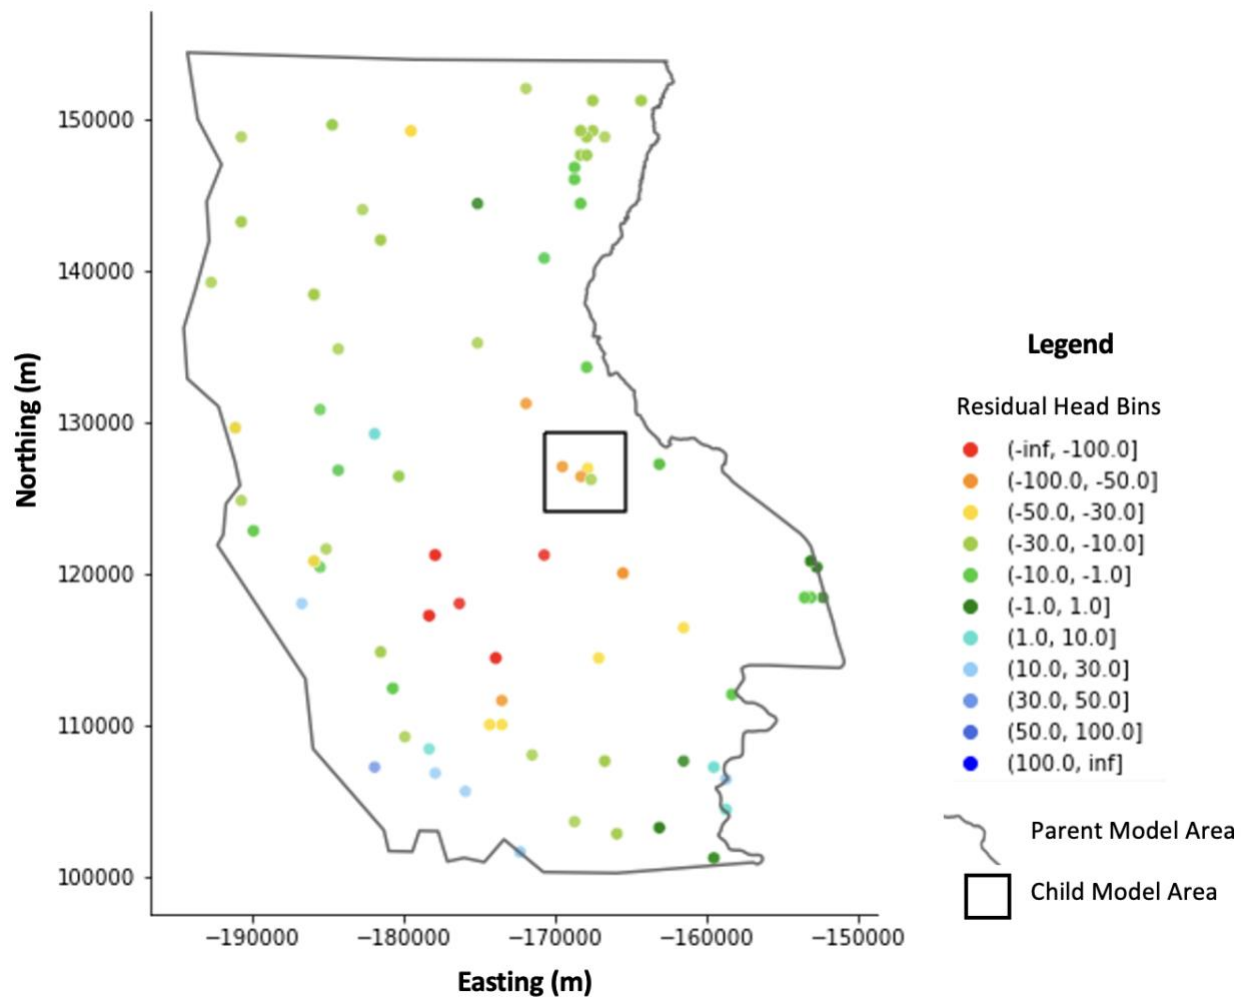 150000
140000
130000
120000
110000
100000
Northing (m)
−190000 −180000 −170000 −160000 −150000
Easting (m)
Legend
Residual Head Bins
(-inf, -100.0]
(-100.0, -50.0]
(-50.0, -30.0]
(-30.0, -10.0]
(-10.0, -1.0]
(-1.0, 1.0]
(1.0, 10.0]
(10.0, 30.0]
(30.0, 50.0]
(50.0, 100.0]
(100.0, inf]
Parent Model Area
Child Model Area